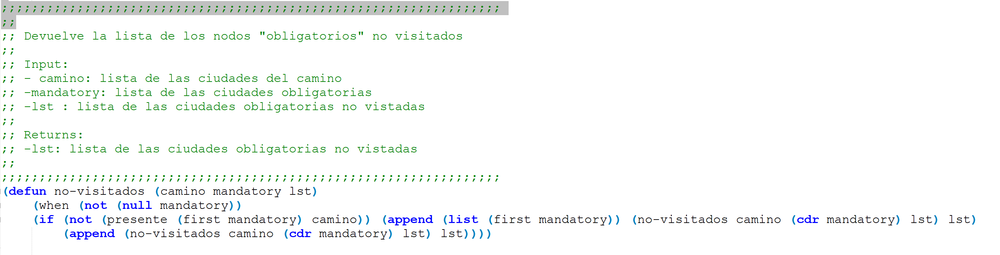 ;;;;;;;;;;;;;;;;;;;;;;;;;;;;;;;;;;;;;;;;;;;;;;;;;;;;;;;;;;;;;;;;;;
;;
;; Devuelve la lista de los nodos "obligatorios" no visitados
;;
;; Input:
;; - camino: lista de las ciudades del camino
;; -mandatory: lista de las ciudades obligatorias
;; -lst : lista de las ciudades obligatorias no vistadas
;;
;; Returns:
;; -lst: lista de las ciudades obligatorias no vistadas
;;
;;;;;;;;;;;;;;;;;;;;;;;;;;;;;;;;;;;;;;;;;;;;;;;;;;;;;;;;;;;;;;;;;;
(defun no-visitados (camino mandatory lst)
    (when (not (null mandatory))
    (if (not (presente (first mandatory) camino)) (append (list (first mandatory)) (no-visitados camino (cdr mandatory) lst) lst)
        (append (no-visitados camino (cdr mandatory) lst) lst))))